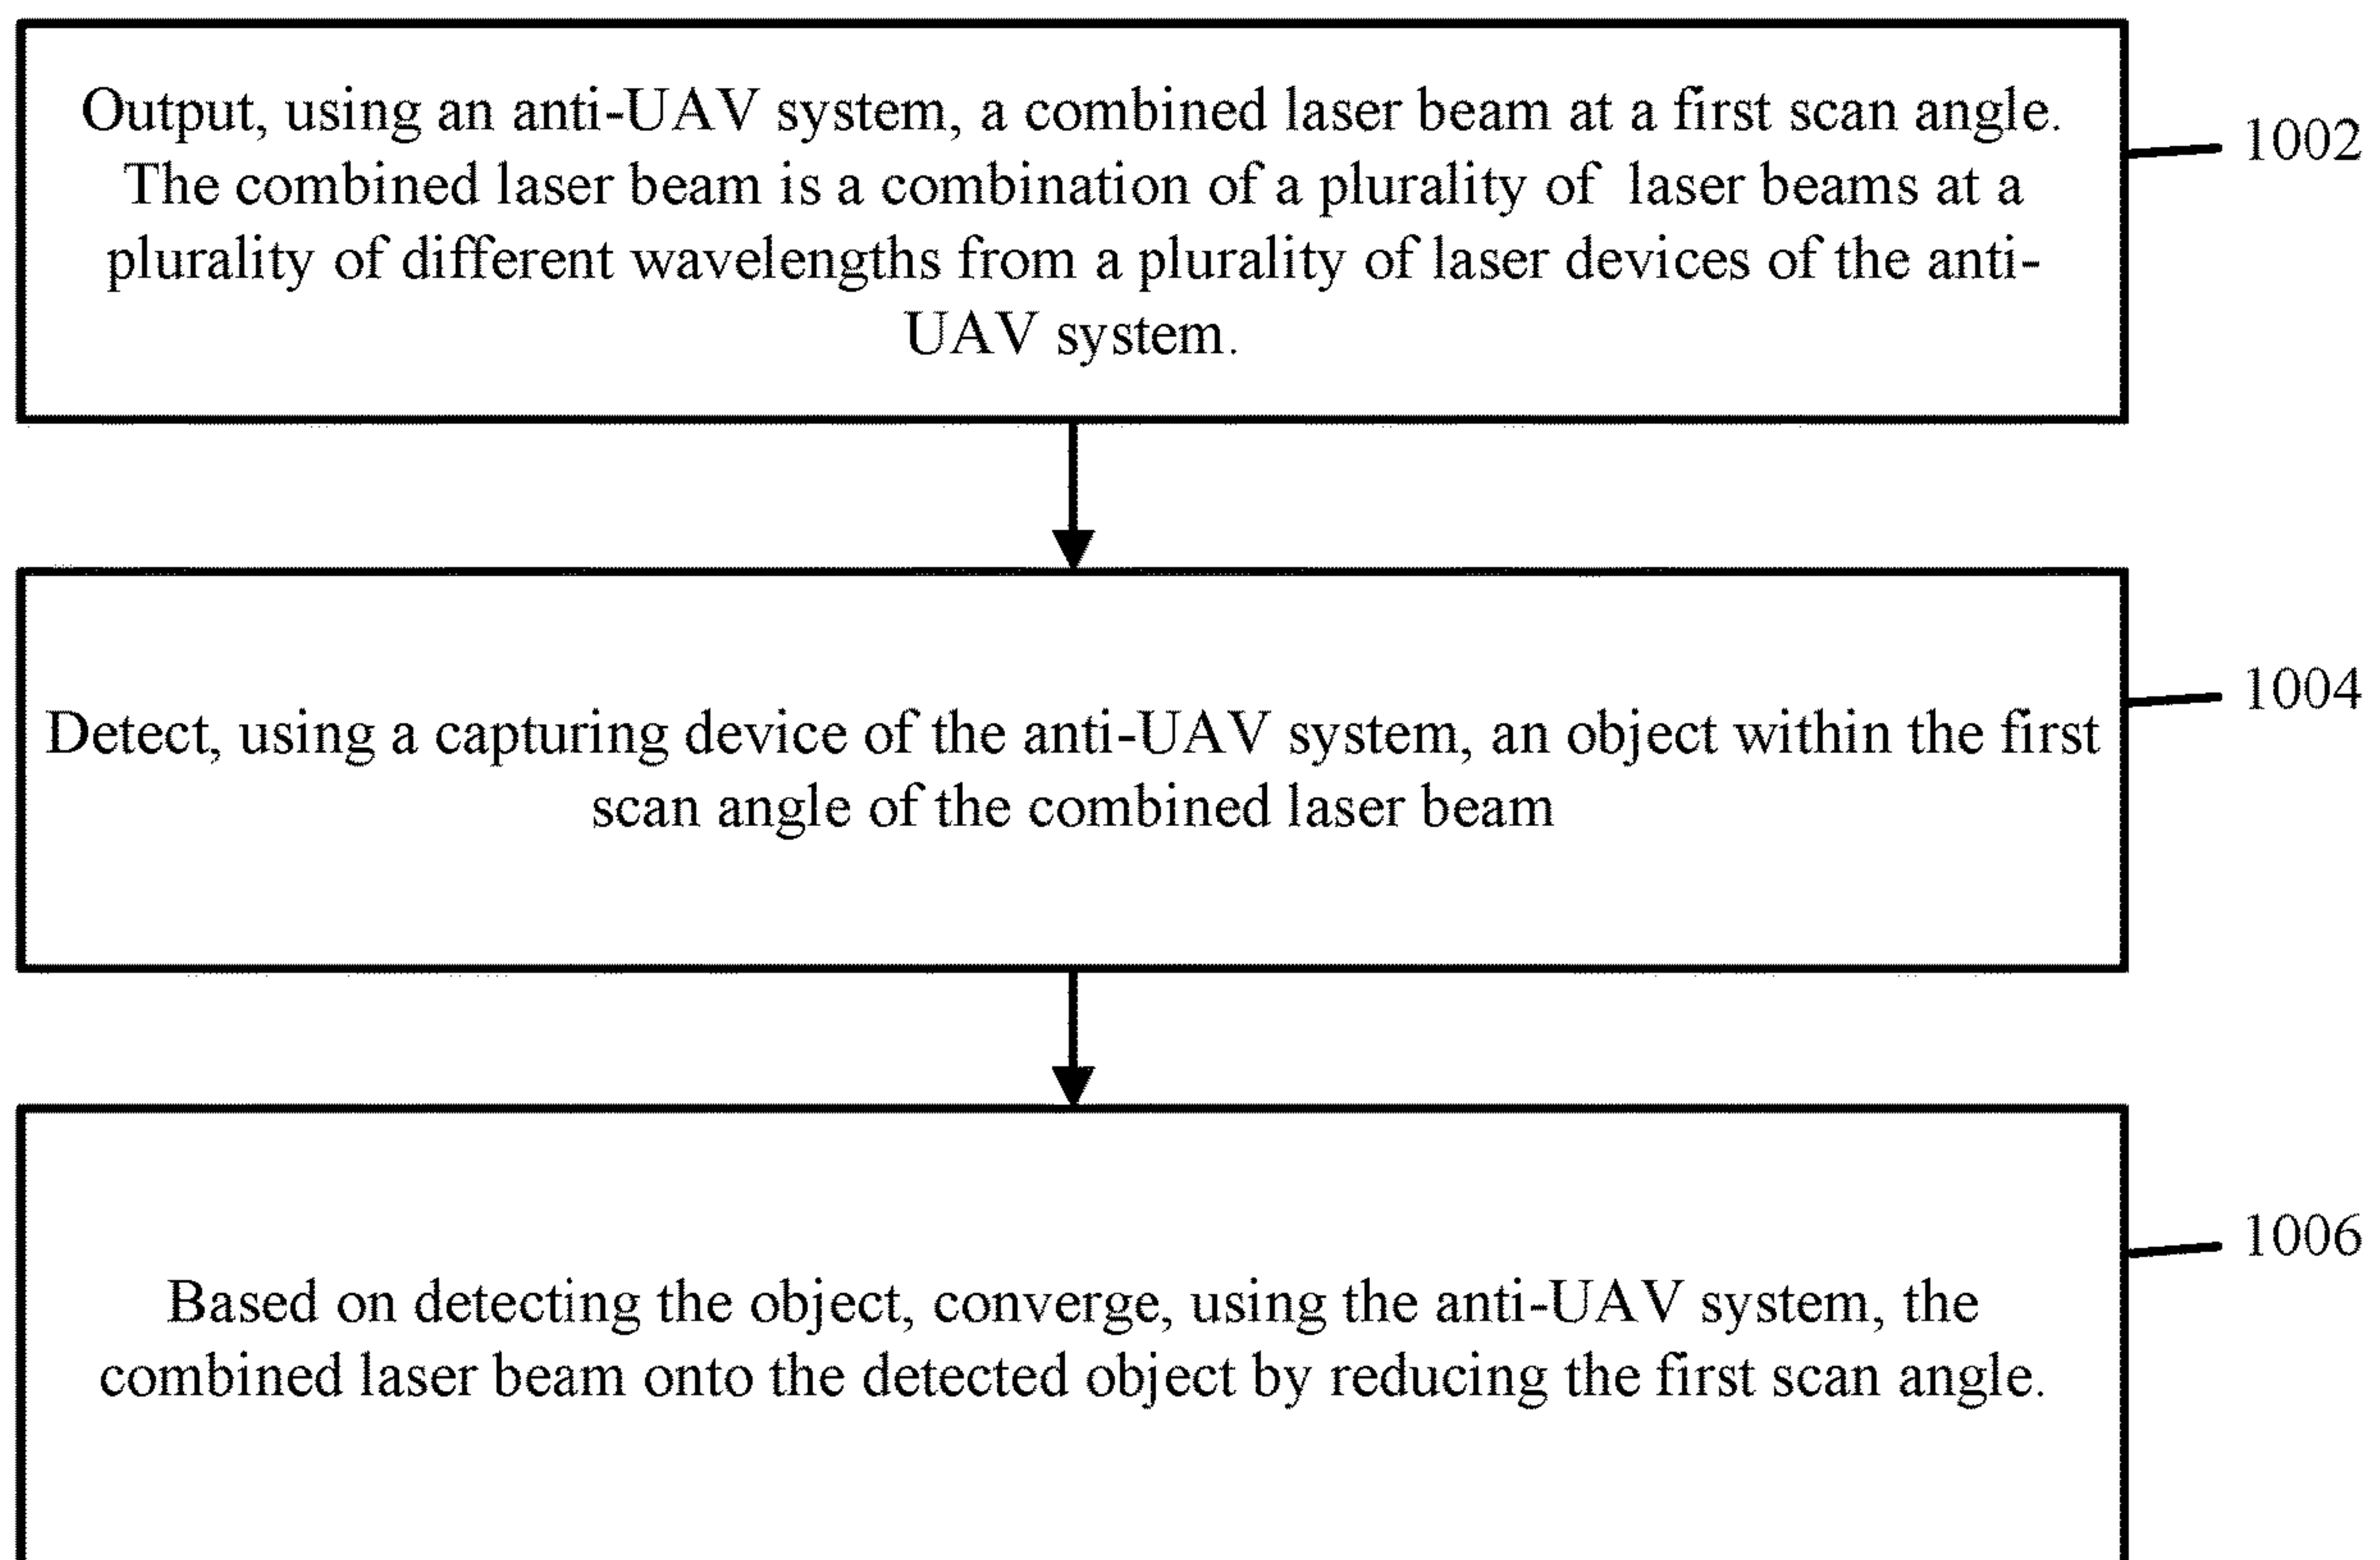 Output, using an anti-UAV system, a combined laser beam at a first scan angle.
The combined laser beam is a combination of a plurality of laser beams at a
plurality of different wavelengths from a plurality of laser devices of the anti-
UAV system.
1002
Detect, using a capturing device of the anti-UAV system, an object within the first
scan angle of the combined laser beam
1004
Based on detecting the object, converge, using the anti-UAV system, the
combined laser beam onto the detected object by reducing the first scan angle.
1006